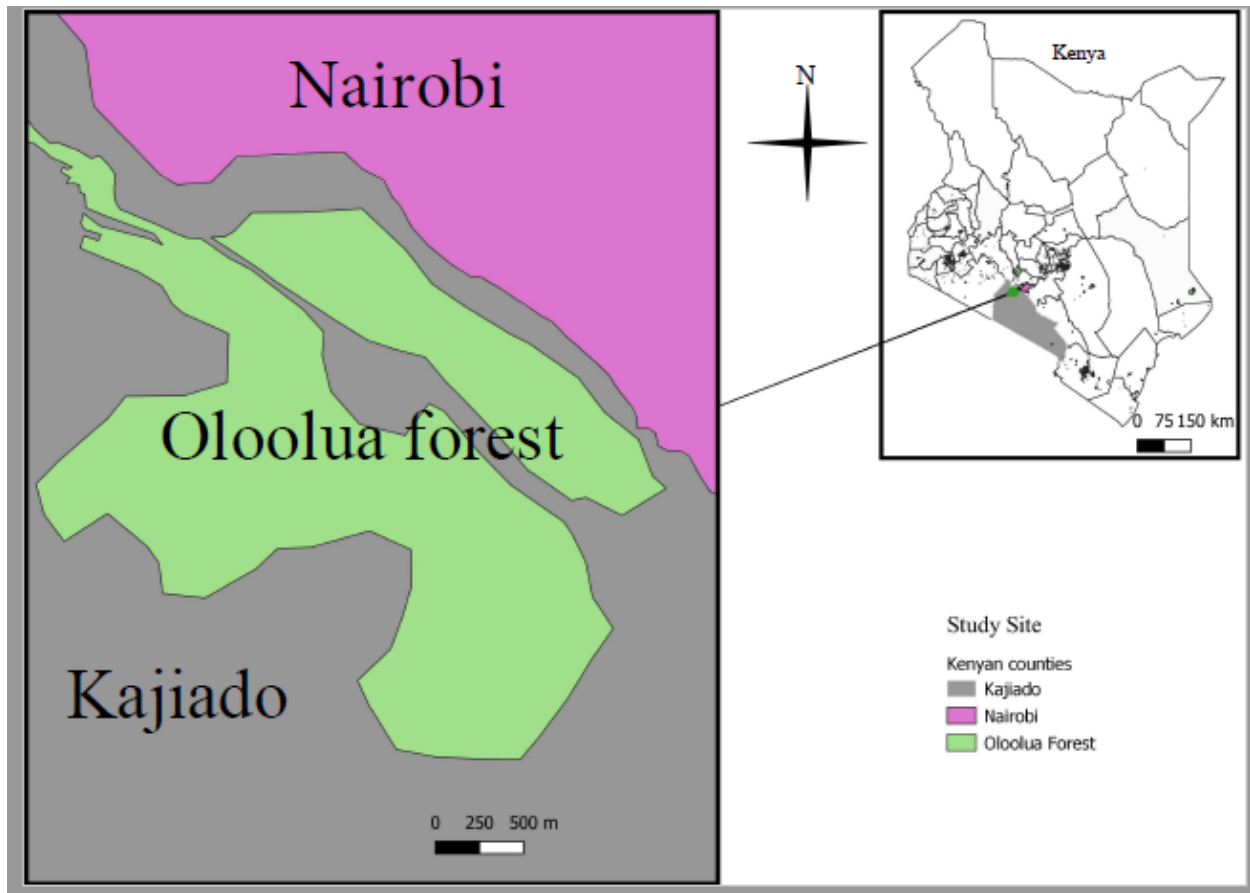 Nairobi
Oloolua forest
Kajiado
0 250 500 m
N
Kenya
0 75 150 km
Study Site
Kenyan counties
Kajiado
Nairobi
Oloolua Forest